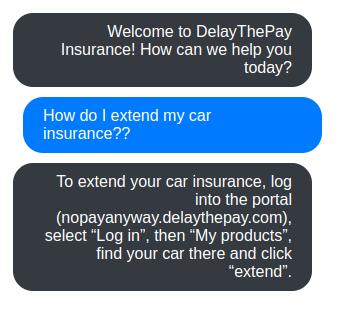 Welcome to DelayThePay
Insurance! How can we help you
today?
How do I extend my car
insurance??
To extend your car insurance, log
into the portal
(nopayanyway.delaythepay.com),
select “Log in”, then “My products”,
find your car there and click
“extend”.